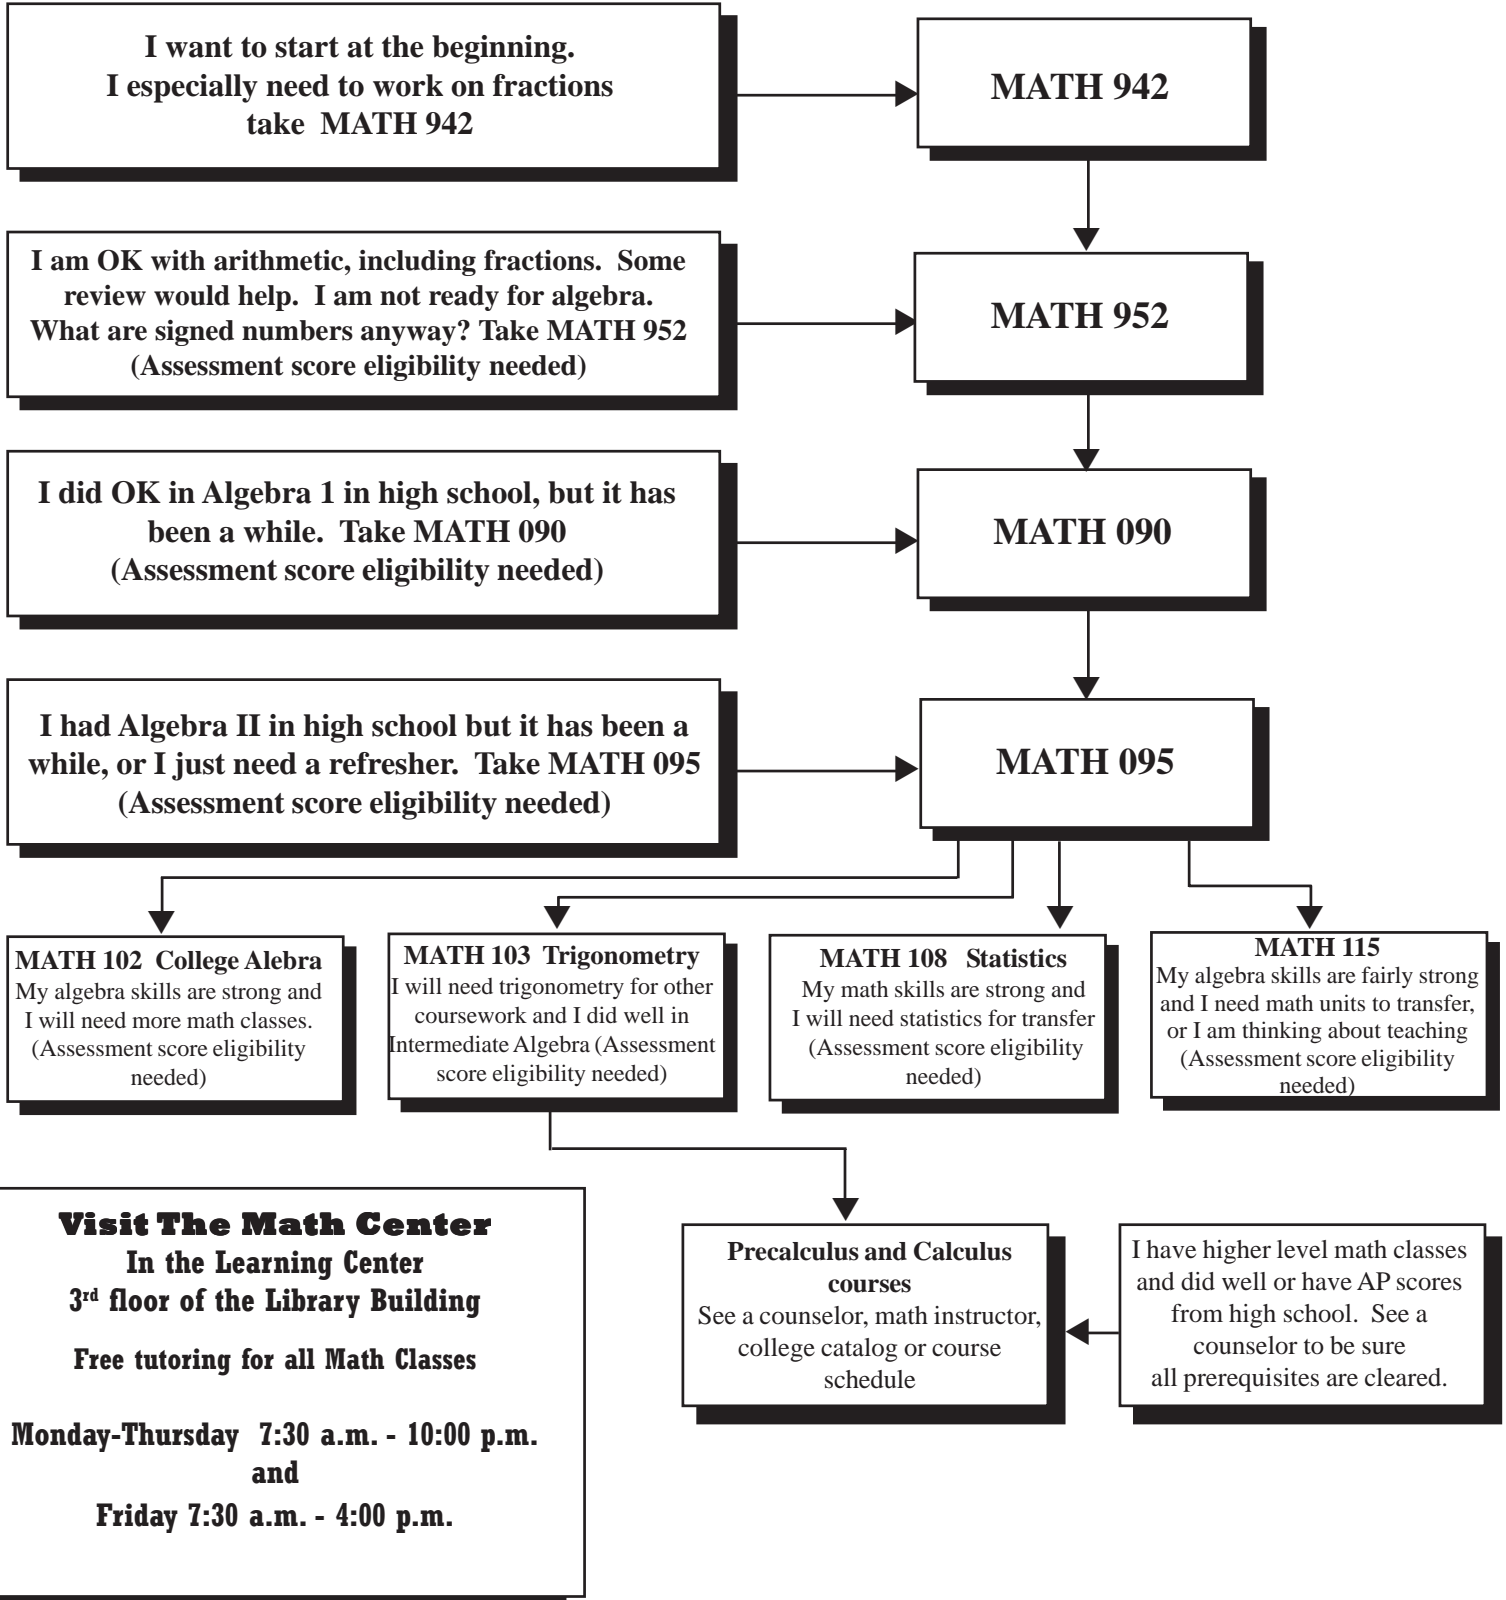 I want to start at the beginning.
I especially need to work on fractions
take MATH 942
MATH 942
I am OK with arithmetic, including fractions. Some
review would help. I am not ready for algebra.
What are signed numbers anyway? Take MATH 952
(Assessment score eligibility needed)
MATH 952
I did OK in Algebra 1 in high school, but it has
been a while. Take MATH 090
(Assessment score eligibility needed)
MATH 090
I had Algebra II in high school but it has been a
while, or I just need a refresher. Take MATH 095
(Assessment score eligibility needed)
MATH 095
MATH 102 College Alebra
My algebra skills are strong and
I will need more math classes.
(Assessment score eligibility
needed)
MATH 103 Trigonometry
I will need trigonometry for other
coursework and I did well in
Intermediate Algebra (Assessment
score eligibility needed)
MATH 108 Statistics
My math skills are strong and
I will need statistics for transfer
(Assessment score eligibility
needed)
MATH 115
My algebra skills are fairly strong
and I need math units to transfer,
or I am thinking about teaching
(Assessment score eligibility
needed)
Visit The Math Center
In the Learning Center
3rd floor of the Library Building
Free tutoring for all Math Classes
Monday-Thursday 7:30 a.m. - 10:00 p.m.
and
Friday 7:30 a.m. - 4:00 p.m.
Precalculus and Calculus
courses
See a counselor, math instructor,
college catalog or course
schedule
I have higher level math classes
and did well or have AP scores
from high school. See a
counselor to be sure
all prerequisites are cleared.